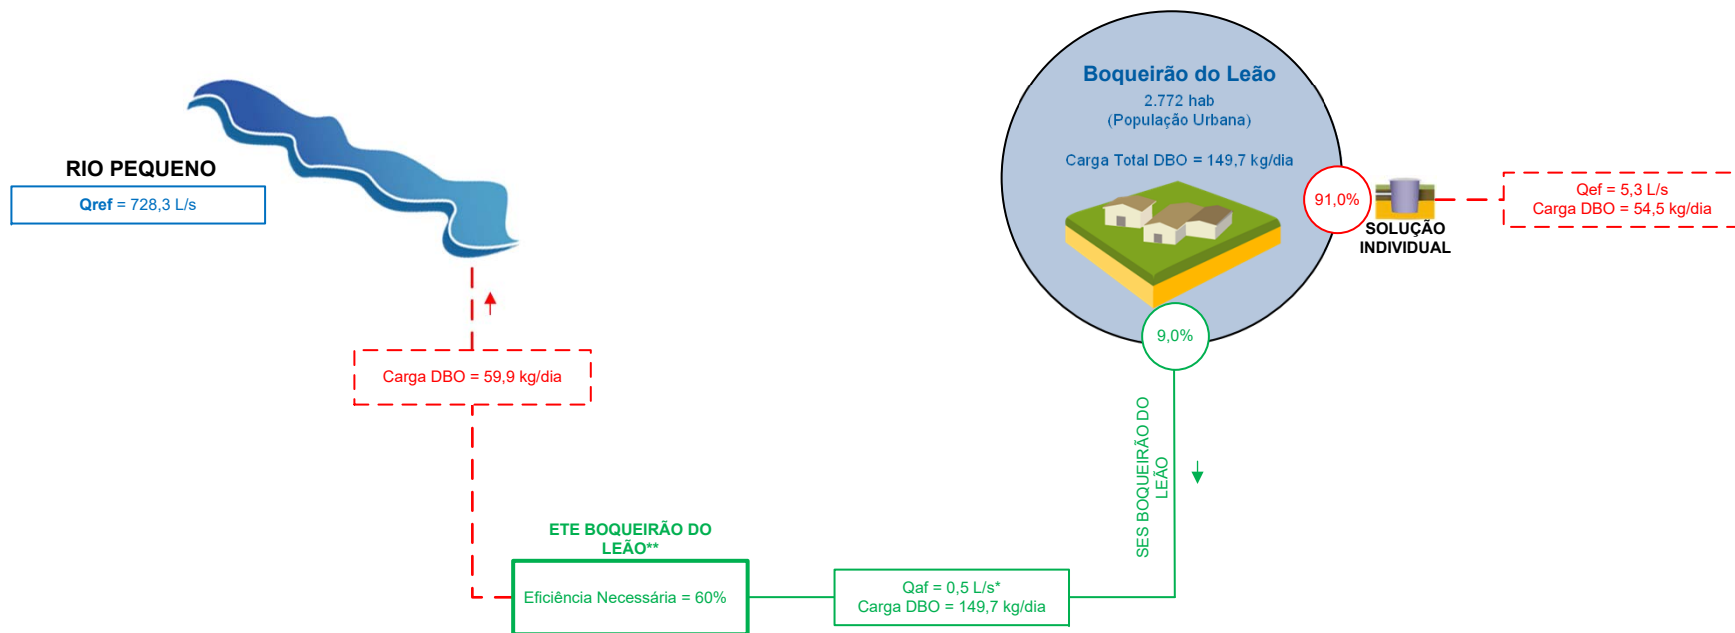 RIO PEQUENO
Qref = 728,3 L/s
Boqueirão do Leão
2.772 hab
(População Urbana)
Carga Total DBO = 149,7 kg/dia
91,0%
SOLUÇÃO
INDIVIDUAL
Qef = 5,3 L/s
Carga DBO = 54,5 kg/dia
9,0%
SES BOQUEIRÃO DO
LEÃO
Carga DBO = 59,9 kg/dia
ETE BOQUEIRÃO DO
LEÃO**
Eficiência Necessária = 60%
Qaf = 0,5 L/s*
Carga DBO = 149,7 kg/dia